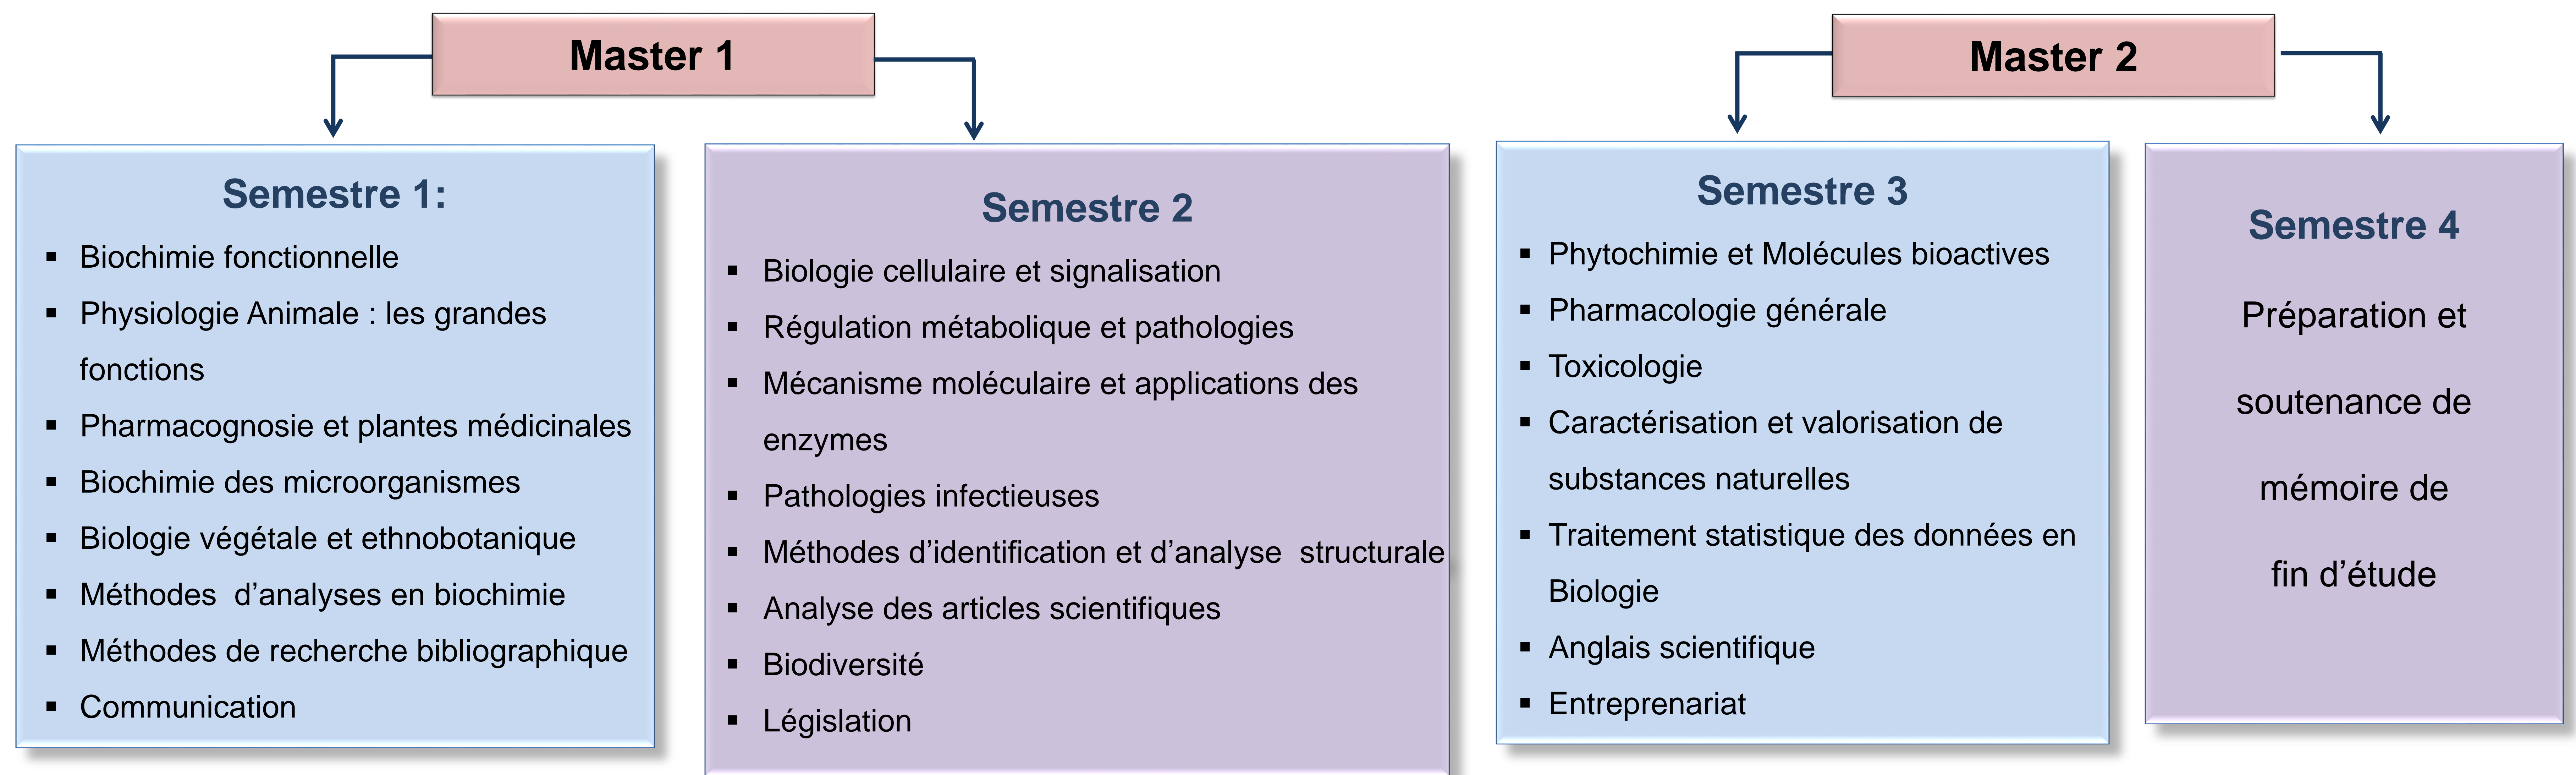 Master 1
Semestre 1:
▪ Biochimie fonctionnelle
▪ Physiologie Animale : les grandes
fonctions
▪ Pharmacognosie et plantes médicinales
▪ Biochimie des microorganismes
▪ Biologie végétale et ethnobotanique
▪ Méthodes  d’analyses en biochimie
▪ Méthodes de recherche bibliographique
▪ Communication
Semestre 2
▪ Biologie cellulaire et signalisation
▪ Régulation métabolique et pathologies
▪ Mécanisme moléculaire et applications des
enzymes
▪ Pathologies infectieuses
▪ Méthodes d’identification et d’analyse  structurale
▪ Analyse des articles scientifiques
▪ Biodiversité
▪ Législation
Master 2
Semestre 3
▪ Phytochimie et Molécules bioactives
▪ Pharmacologie générale
▪ Toxicologie
▪ Caractérisation et valorisation de
substances naturelles
▪ Traitement statistique des données en
Biologie
▪ Anglais scientifique
▪ Entreprenariat
Semestre 4
Préparation et
soutenance de
mémoire de
fin d’étude